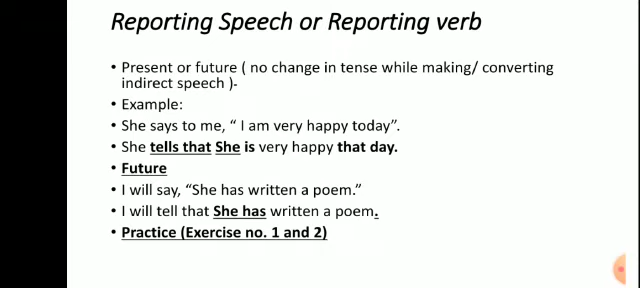 Reporting Speech or Reporting verb
• Present or future ( no change in tense while making/ converting
indirect speech )-
• Example:
• She says to me, “ I am very happy today”.
• She tells that She is very happy that day.
• Future
• I will say, “She has written a poem.”
• I will tell that She has written a poem.
• Practice (Exercise no. 1 and 2)